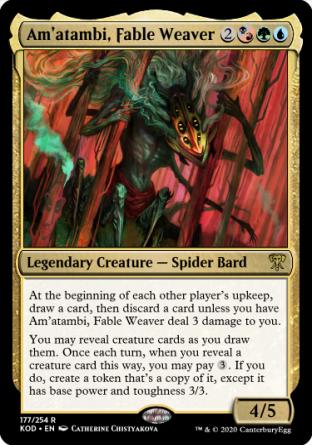 Am'atambi, Fable Weaver 2
Legendary Creature — Spider Bard
At the beginning of each other player's upkeep,
draw a card, then discard a card unless you have
Am'atambi, Fable Weaver deal 3 damage to you.
You may reveal creature cards as you draw
them. Once each turn, when you reveal a
creature card this way, you may pay 3. If you
do, create a token that's a copy of it, except it
has base power and toughness 3/3.
4/5
177/254 R
KOD • EN Catherine Chistyakova
™ & © 2020 CanterburyEgg